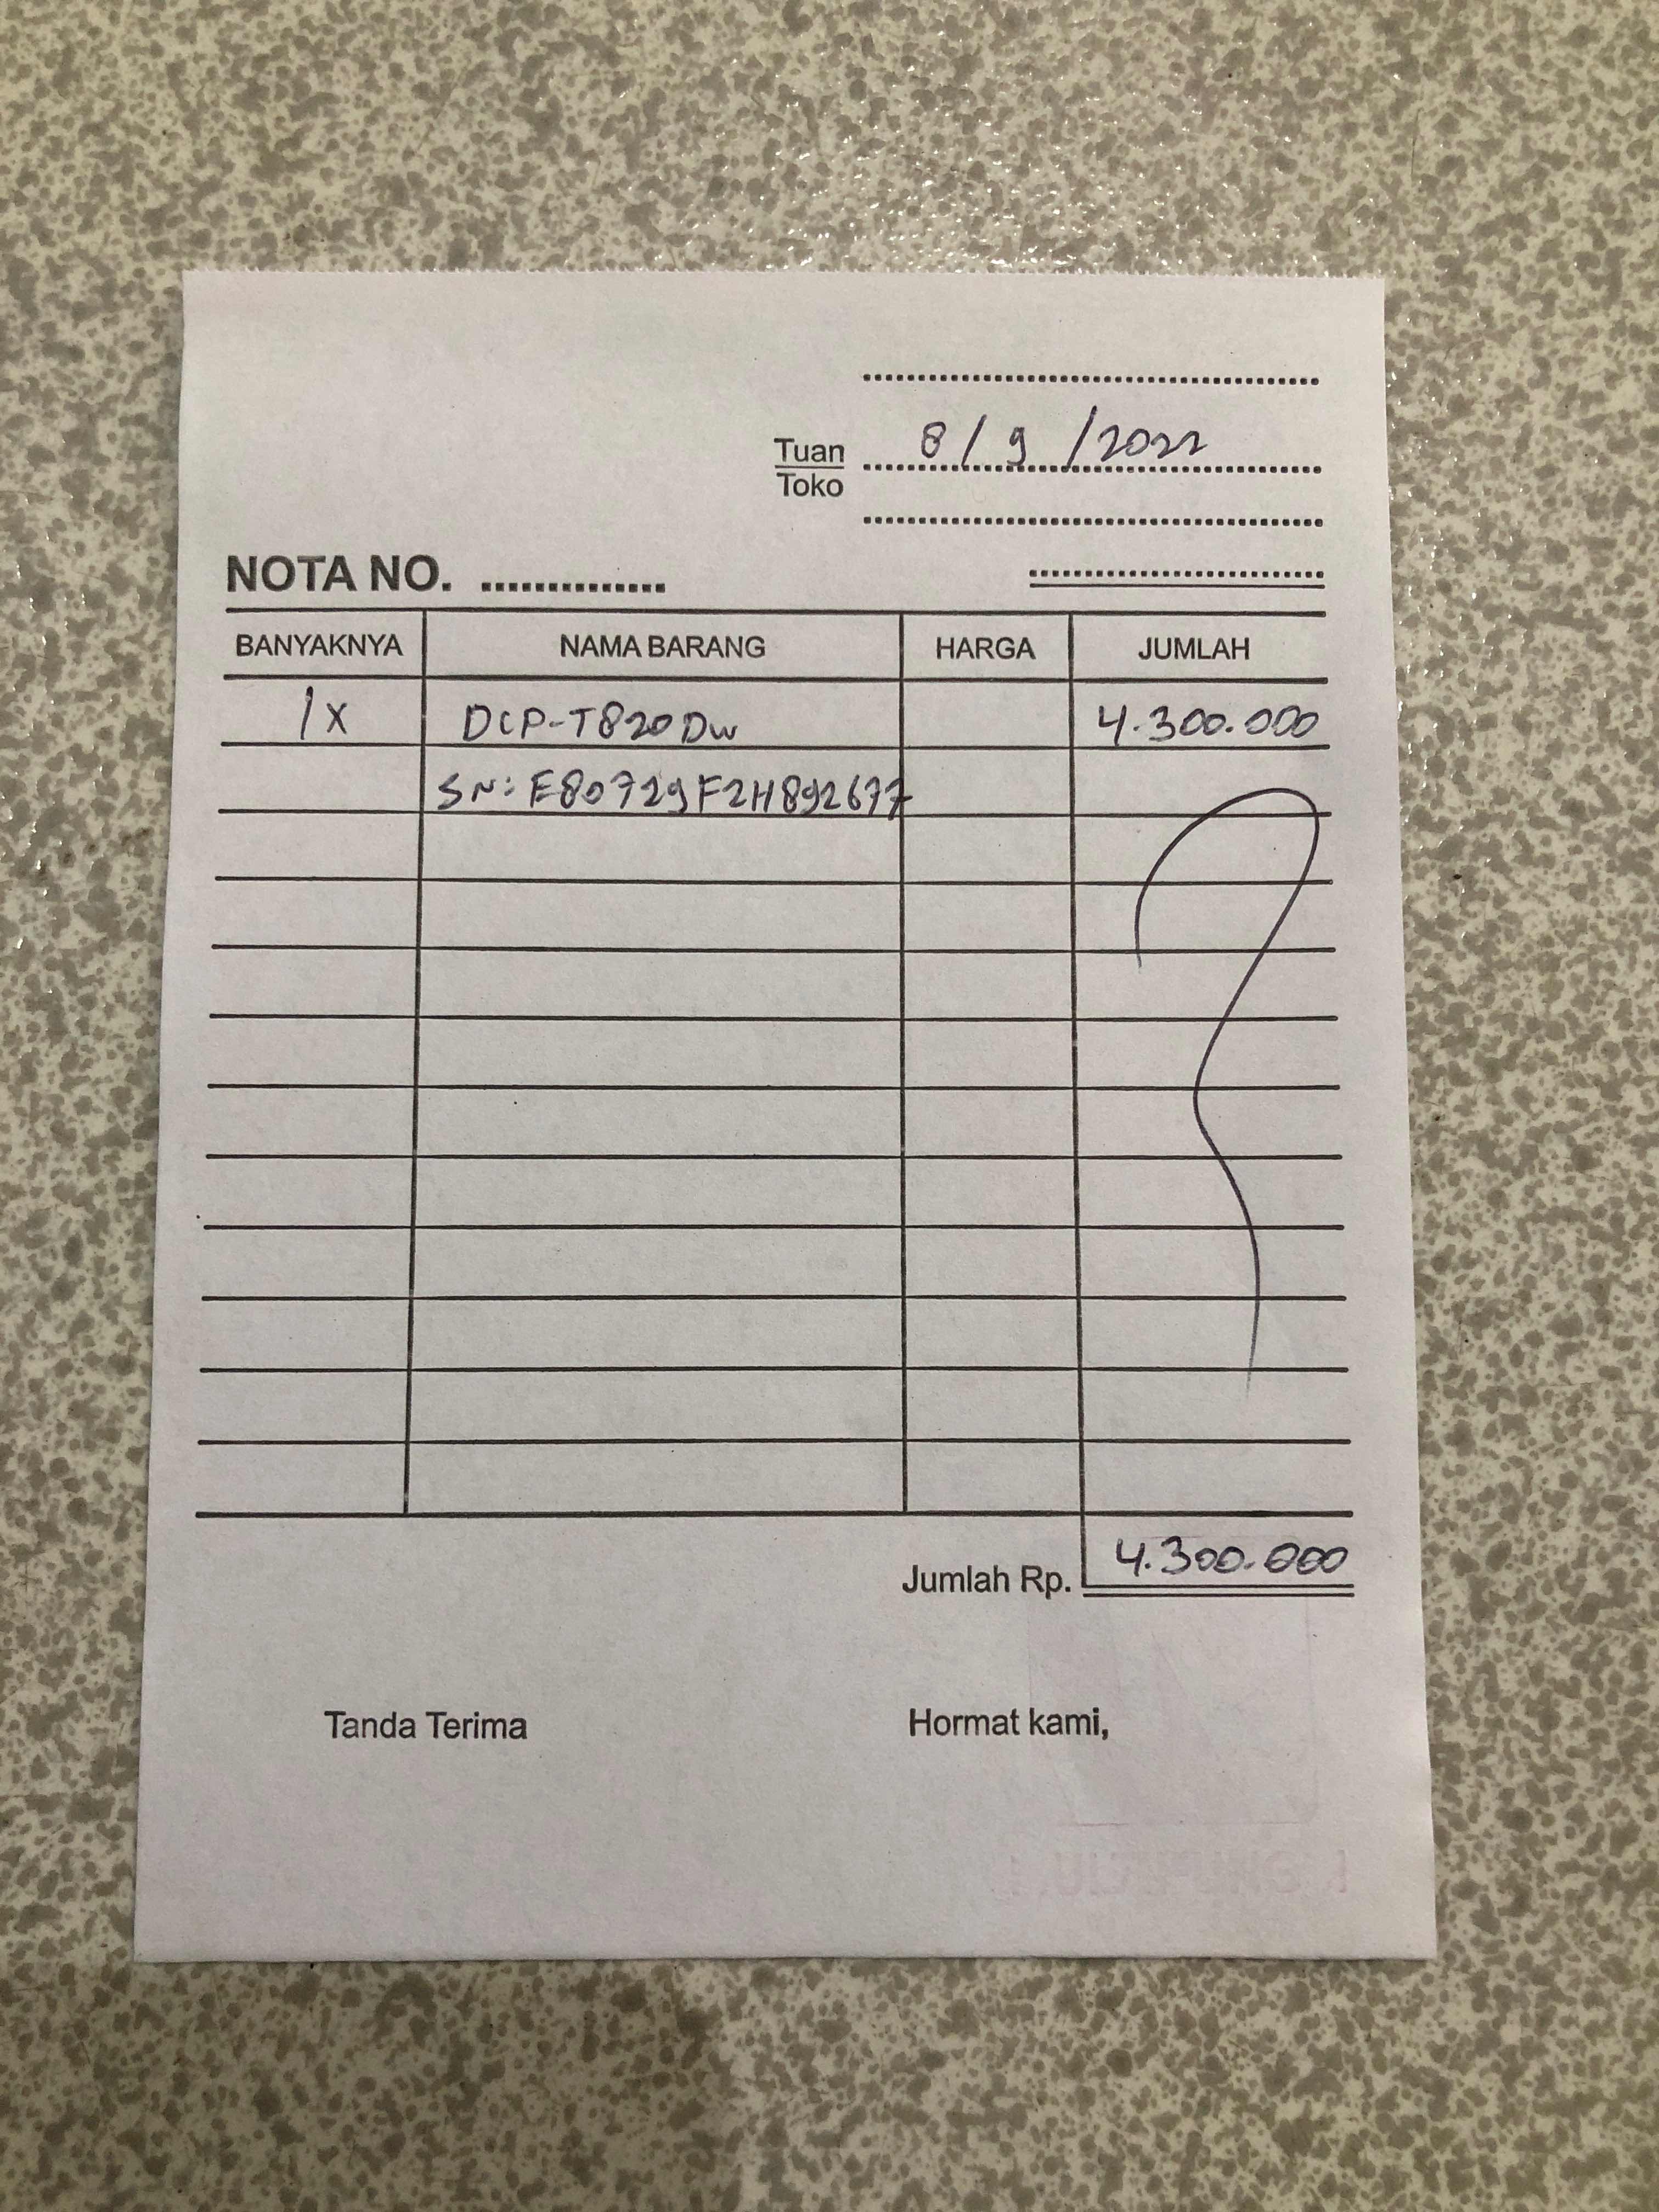 Tuan
Toko
8/9/2022
NOTA NO. ..............
BANYAKNYA NAMA BARANG HARGA JUMLAH
1x DCP-T820DW 4.300.000
SN: E80729F2H892677
Jumlah Rp. 4.300.000
Tanda Terima Hormat kami,